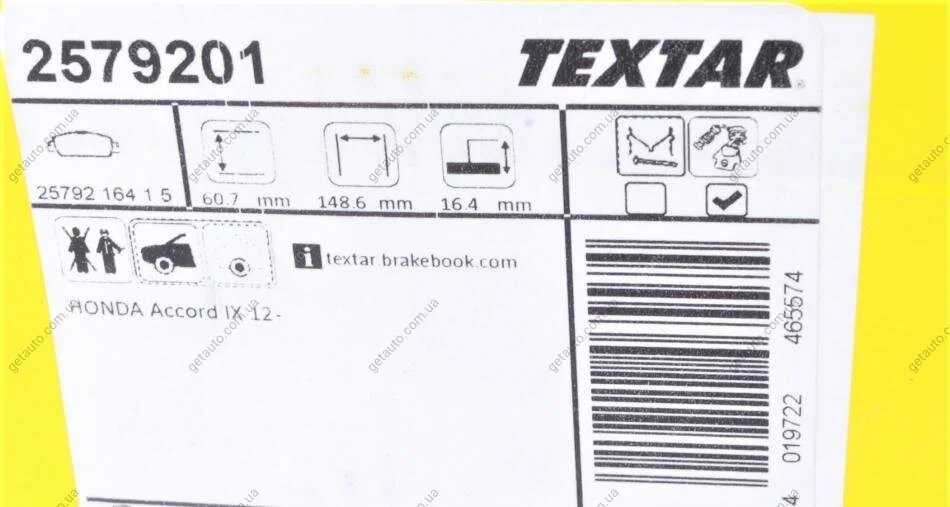 2579201
TEXTAR
25792 164 1 5
60.7 mm
148.6 mm
16.4 mm
i textar.brakebook.com
HONDA Accord IX 12-
4 019722 465574
getauto.com.ua